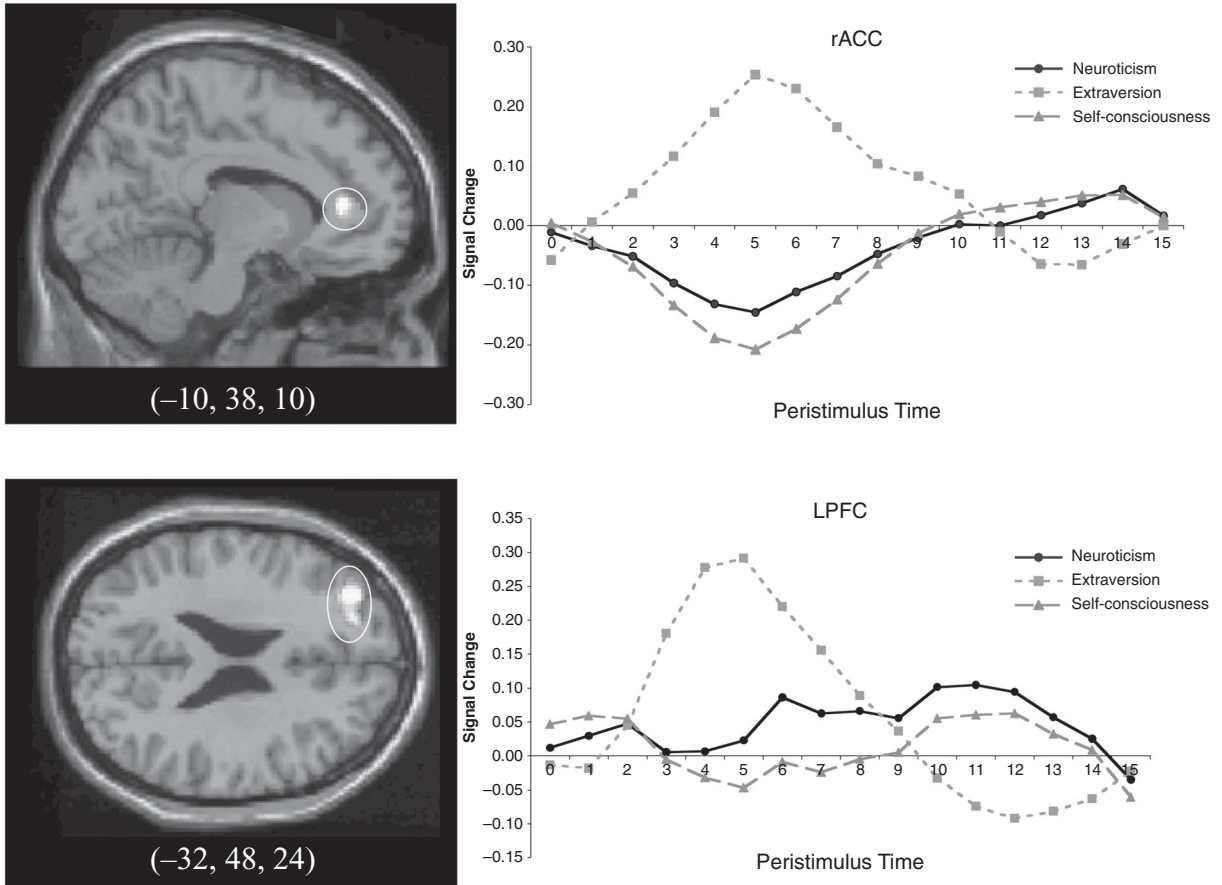 (–10, 38, 10)
rACC
Neuroticism
Extraversion
Self-consciousness
Signal Change
0.30
0.20
0.10
0.00
–0.10
–0.20
–0.30
0 1 2 3 4 5 6 7 8 9 10 11 12 13 14 15
Peristimulus Time
(–32, 48, 24)
LPFC
Neuroticism
Extraversion
Self-consciousness
Signal Change
0.35
0.30
0.25
0.20
0.15
0.10
0.05
0.00
–0.05
–0.10
–0.15
0 1 2 3 4 5 6 7 8 9 10 11 12 13 14 15
Peristimulus Time